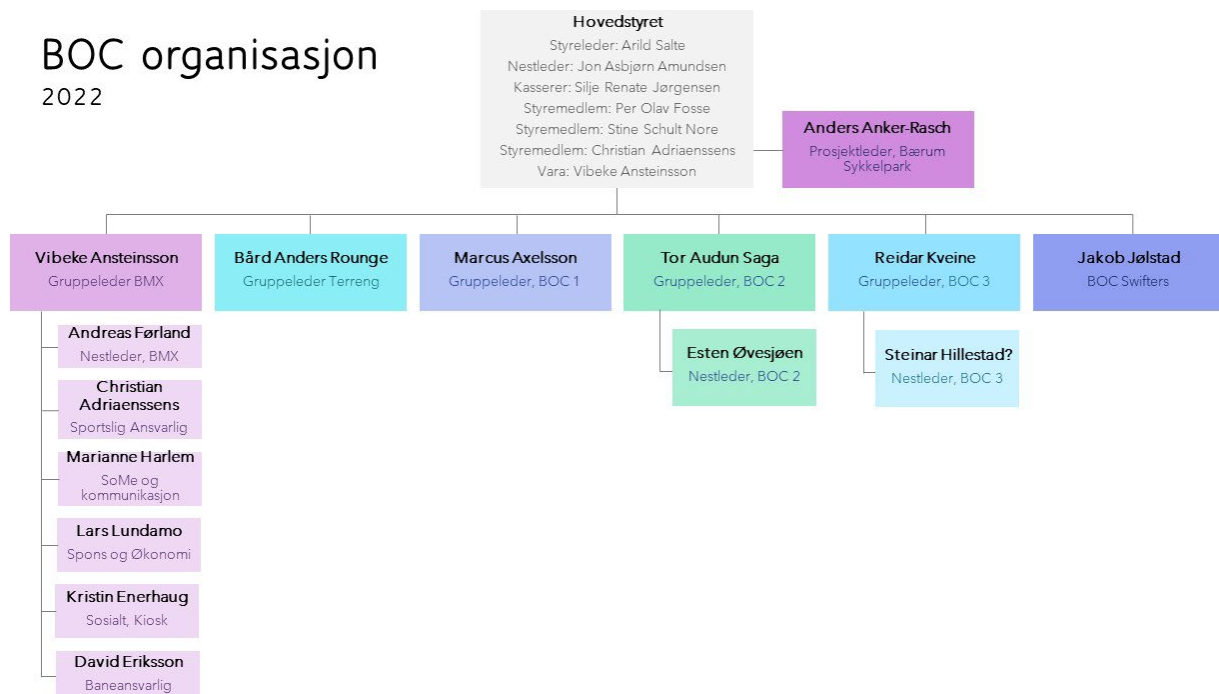 BOC organisasjon
2022
Hovedstyret
Styreleder: Arild Salte
Nestleder: Jon Asbjørn Amundsen
Kasserer: Silje Renate Jørgensen
Styremedlem: Per Olav Fosse
Styremedlem: Stine Schult Nore
Styremedlem: Christian Adriaenssens
Vara: Vibeke Ansteinsson
Anders Anker-Rasch
Prosjektleder, Bærum
Sykkelpark
Vibeke Ansteinsson
Gruppeleder BMX
Bård Anders Rounge
Gruppeleder Terreng
Marcus Axelsson
Gruppeleder, BOC 1
Tor Audun Saga
Gruppeleder, BOC 2
Reidar Kveine
Gruppeleder, BOC 3
Jakob Jølstad
BOC Swifters
Andreas Førland
Nestleder, BMX
Christian
Adriaenssens
Sportslig Ansvarlig
Marianne Harlem
SoMe og
kommunikasjon
Lars Lundamo
Spons og Økonomi
Kristin Enerhaug
Sosialt, Kiosk
David Eriksson
Baneansvarlig
Esten Øvesjøen
Nestleder, BOC 2
Steinar Hillestad?
Nestleder, BOC 3